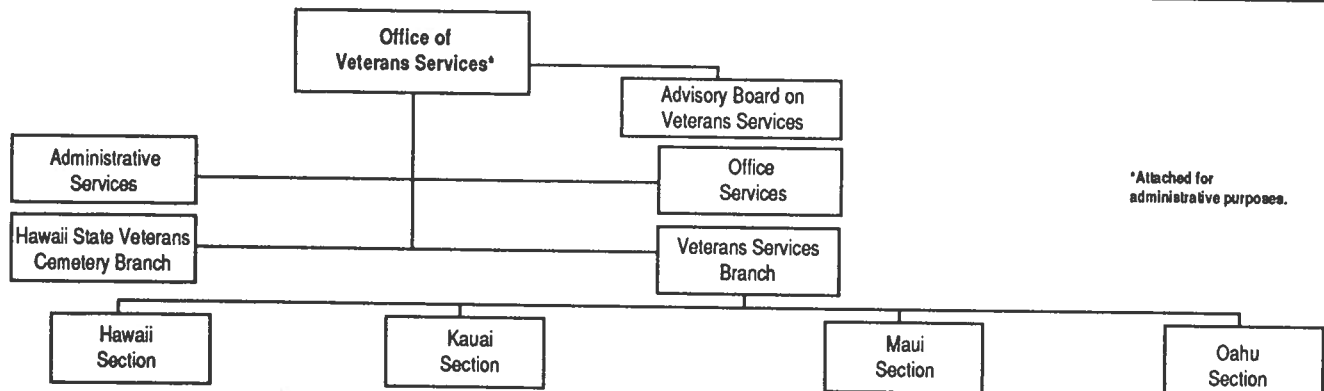 Office of
Veterans Services*
Advisory Board on
Veterans Services
Administrative
Services
Office
Services
*Attached for
administrative purposes.
Hawaii State Veterans
Cemetery Branch
Veterans Services
Branch
Hawaii
Section
Kauai
Section
Maui
Section
Oahu
Section